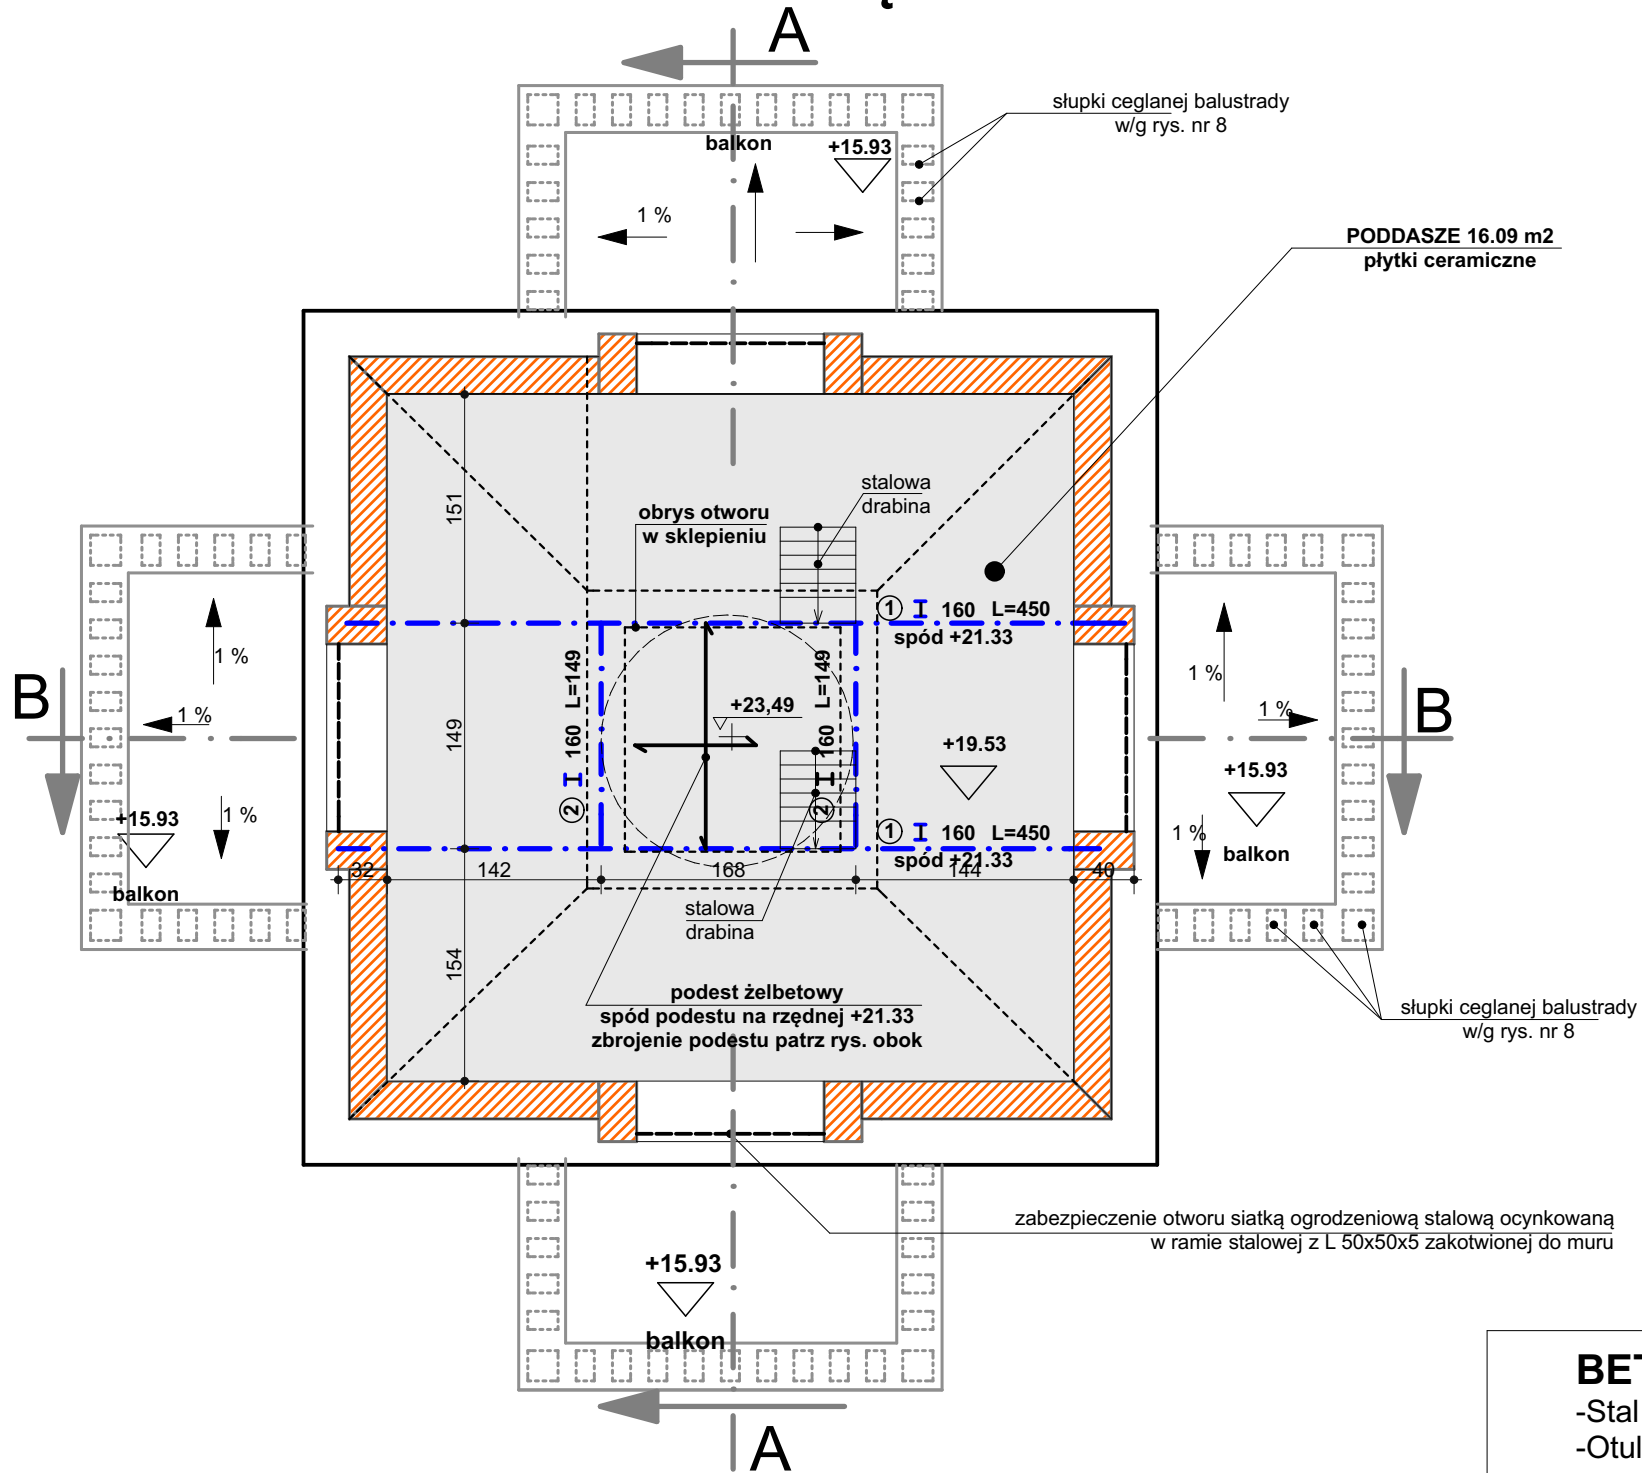 A
słupki ceglanej balustrady
w/g rys. nr 8
balkon
+15.93
1 %
PODDASZE 16.09 m2
płytki ceramiczne
151
stalowa
drabina
obrys otworu
w sklepieniu
1 I 160 L=450
spód +21.33
1 %
1 %
B
1 %
1 %
+15.93
balkon
149
2 I 160 L=149
+23,49
2 I 160 L=149
+19.53
1 %
1 %
B
+15.93
1 %
balkon
1 I 160 L=450
spód +21.33
32
142
168
144
40
stalowa
drabina
154
podest żelbetowy
spód podestu na rzędnej +21.33
zbrojenie podestu patrz rys. obok
słupki ceglanej balustrady
w/g rys. nr 8
zabezpieczenie otworu siatką ogrodzeniową stalową ocynkowaną
w ramie stalowej z L 50x50x5 zakotwionej do muru
+15.93
balkon
A
-Stal
-Otul